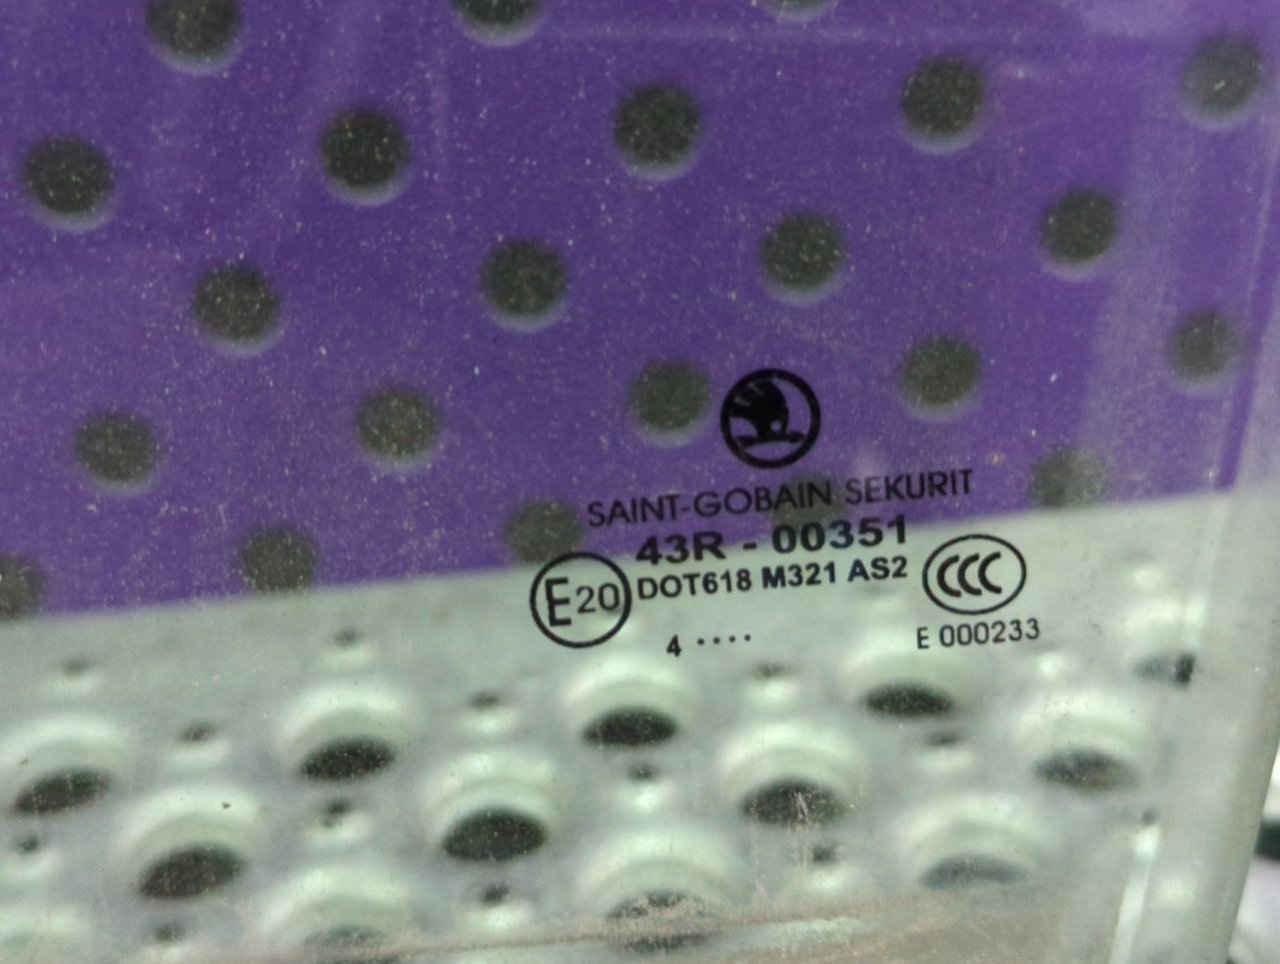 SAINT-GOBAIN SEKURIT
43R - 00351
E20 DOT618 M321 AS2 CCC
4 ···· E 000233